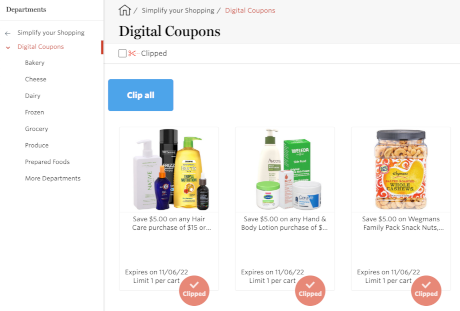 Departments
Simplify your Shopping
Digital Coupons
Bakery
Cheese
Dairy
Frozen
Grocery
Produce
Prepared Foods
More Departments
/ Simplify your Shopping / Digital Coupons
Digital Coupons
Clipped
Clip all
Save $5.00 on any Hair
Care purchase of $15 or...
Expires on 11/06/22
Limit 1 per cart
Clipped
Save $5.00 on any Hand &
Body Lotion purchase of $...
Expires on 11/06/22
Limit 1 per cart
Clipped
WHOLE
CASHEWS
Save $5.00 on Wegmans
Family Pack Snack Nuts,...
Expires on 11/06/22
Limit 1 per cart
Clipped